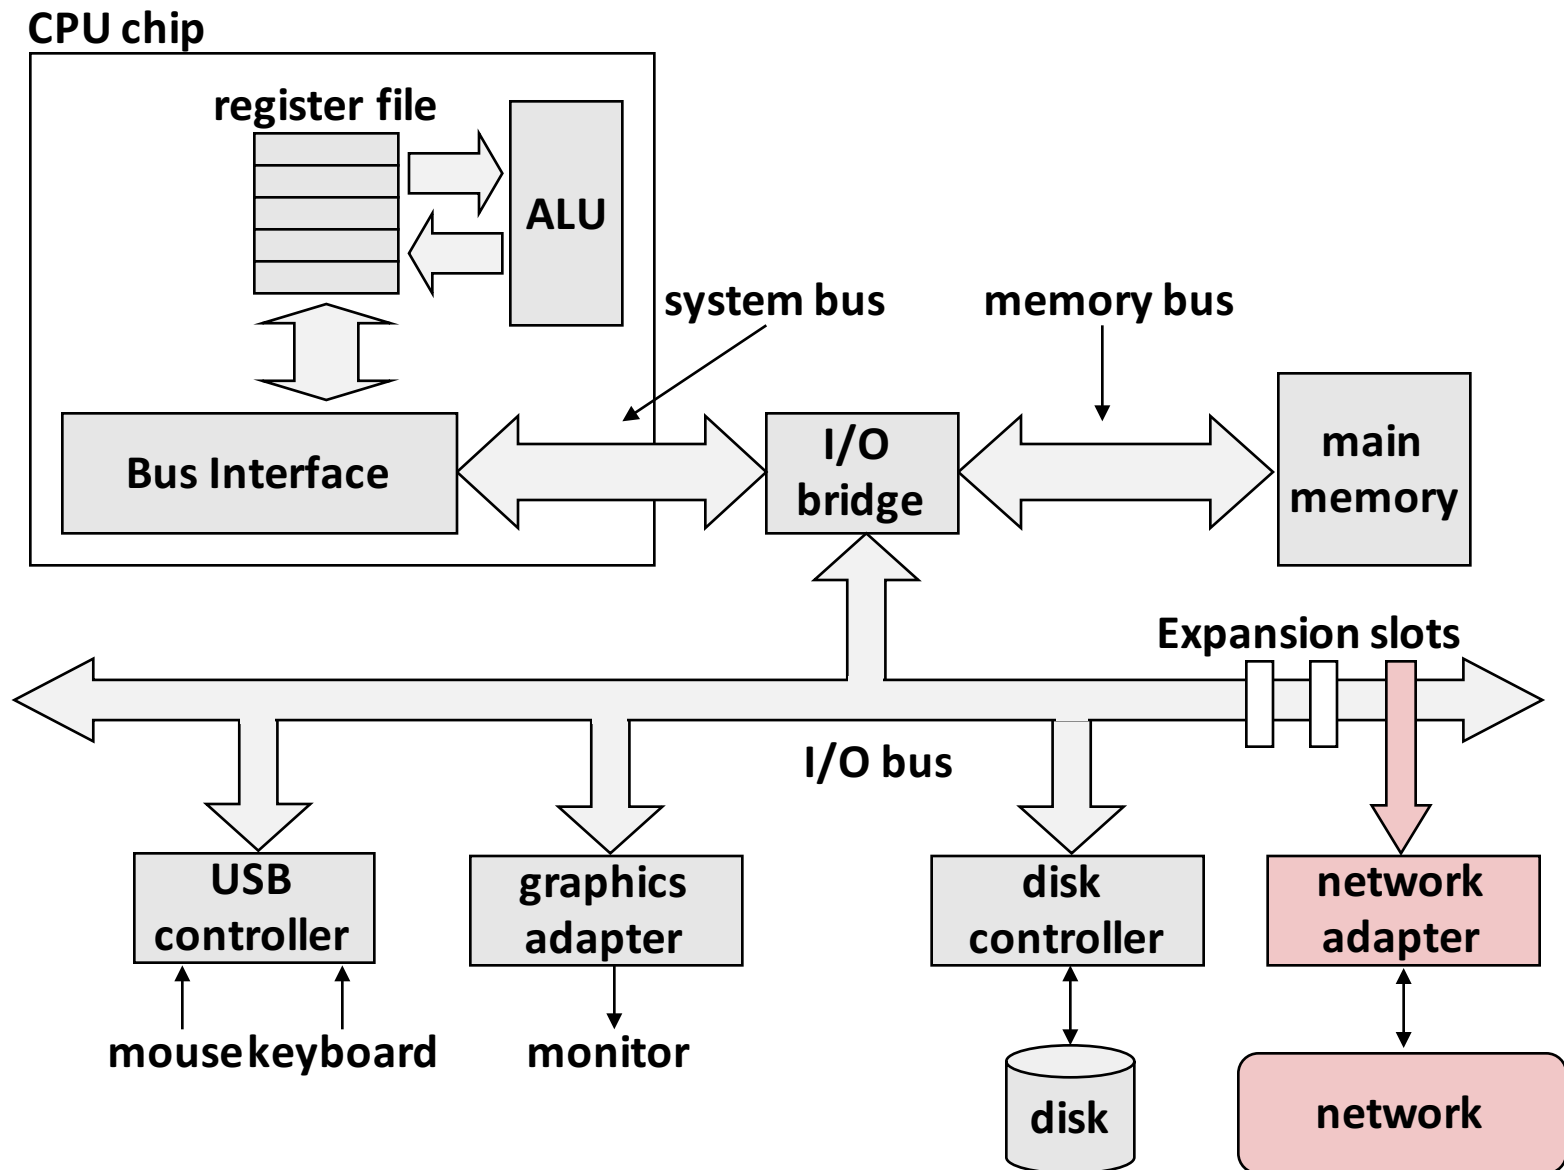 CPU chip
register file
ALU
system bus
memory bus
Bus Interface
I/O
bridge
main
memory
Expansion slots
I/O bus
USB
controller
graphics
adapter
disk
controller
network
adapter
mouse keyboard
monitor
disk
network